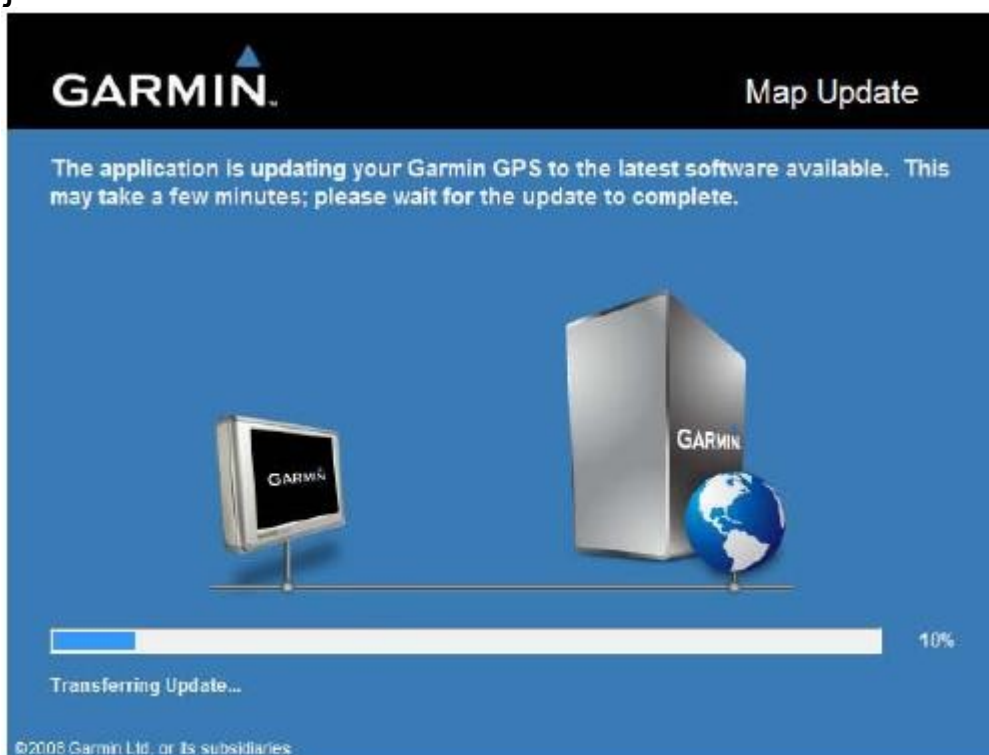 j
GARMIN™
Map Update
The application is updating your Garmin GPS to the latest software available. This
may take a few minutes; please wait for the update to complete.
GARMIN
GARMIN
10%
Transferring Update...
©2008 Garmin Ltd. or its subsidiaries